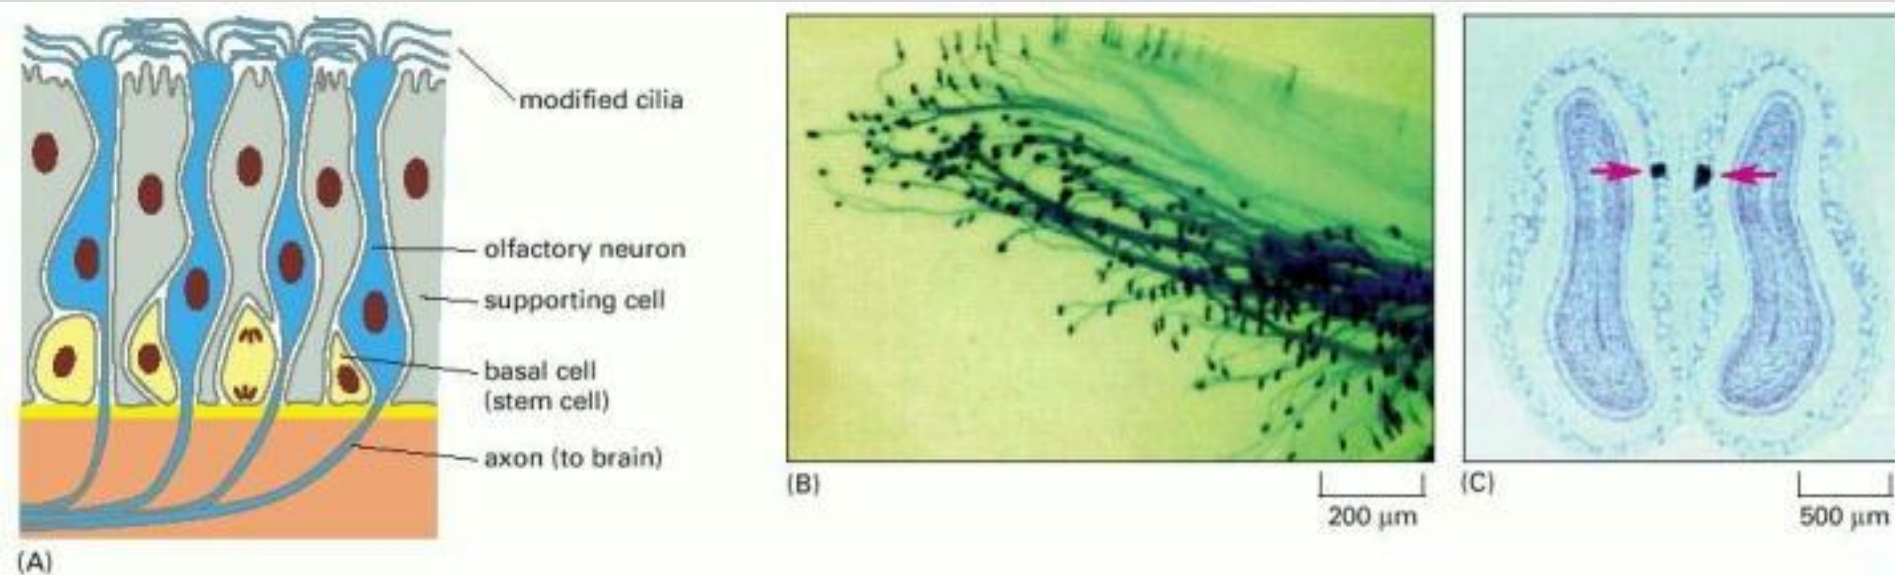 modified cilia
olfactory neuron
supporting cell
basal cell
(stem cell)
axon (to brain)
(A)
(B)
200 μm
(C)
500 μm